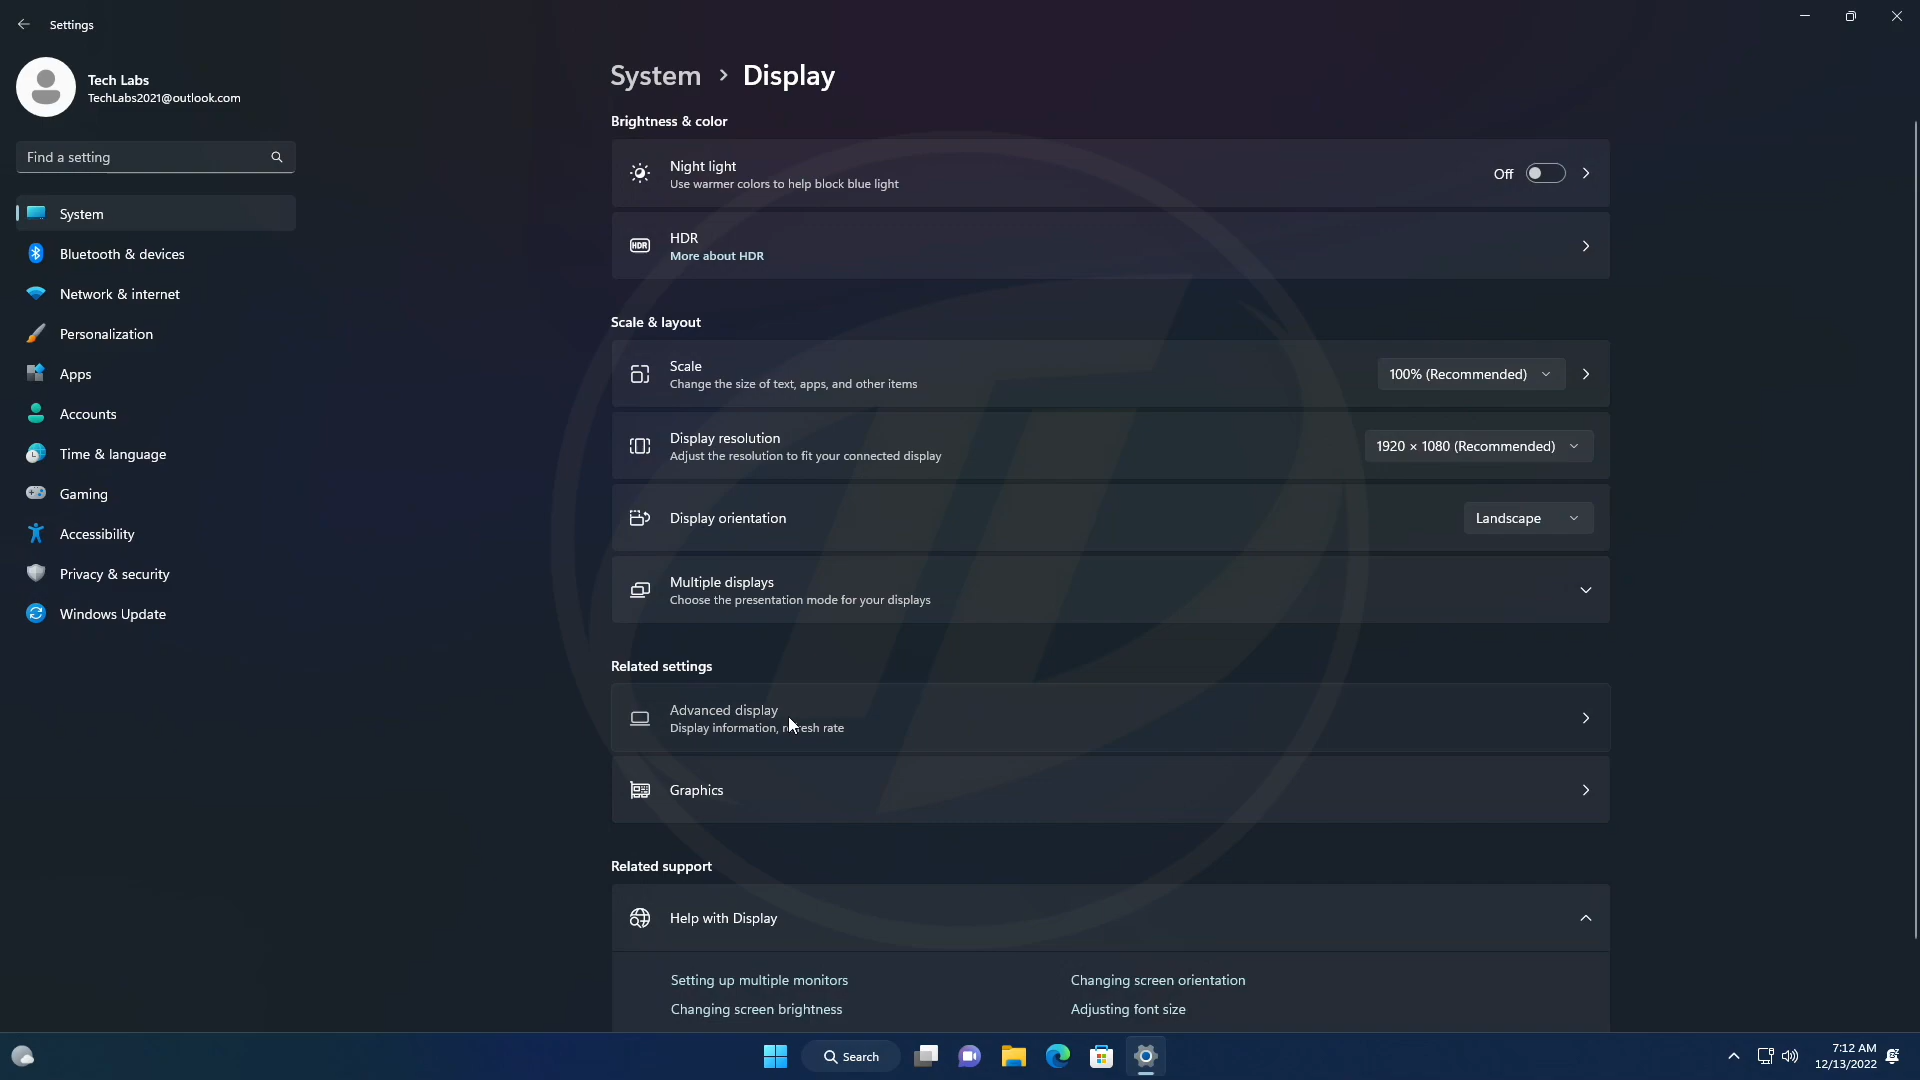 Settings
Tech Labs
TechLabs2021@outlook.com
Find a setting
System
Bluetooth & devices
Network & internet
Personalization
Apps
Accounts
Time & language
Gaming
Accessibility
Privacy & security
Windows Update
System > Display
Brightness & color
Night light
Use warmer colors to help block blue light
Off
HDR
HDR
More about HDR
Scale & layout
Scale
Change the size of text, apps, and other items
100% (Recommended)
Display resolution
Adjust the resolution to fit your connected display
1920 × 1080 (Recommended)
Display orientation
Landscape
Multiple displays
Choose the presentation mode for your displays
Related settings
Advanced display
Display information, refresh rate
Graphics
Related support
Help with Display
Setting up multiple monitors
Changing screen orientation
Changing screen brightness
Adjusting font size
Search
7:12 AM
12/13/2022